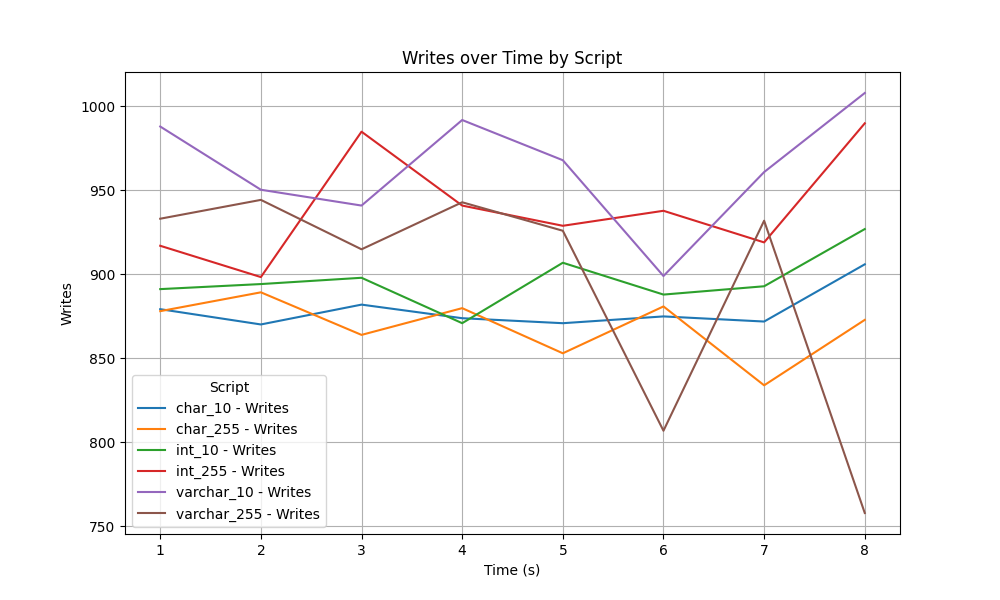 Writes over Time by Script
Writes
1000
950
900
850
800
750
Script
char_10 - Writes
char_255 - Writes
int_10 - Writes
int_255 - Writes
varchar_10 - Writes
varchar_255 - Writes
1 2 3 4 5 6 7 8
Time (s)